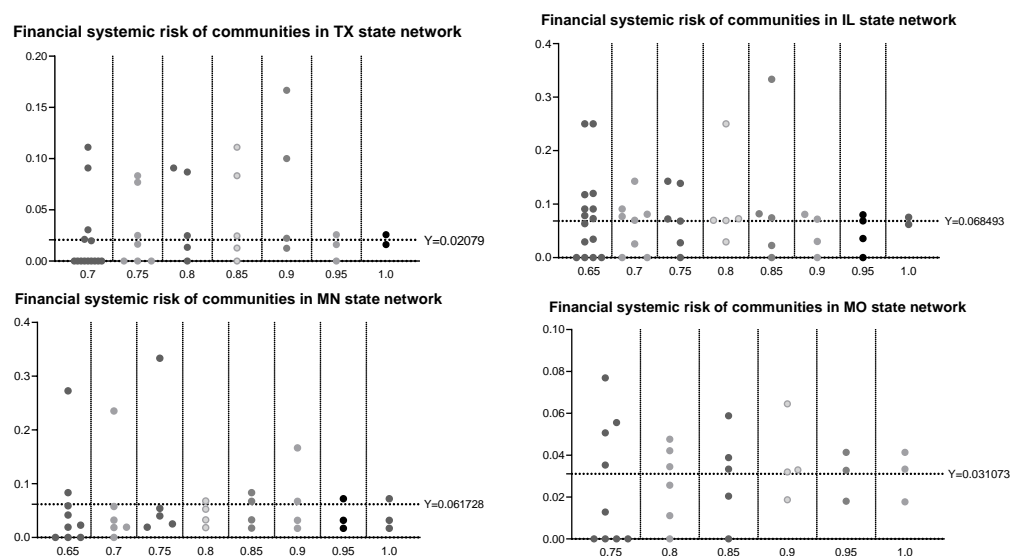 Financial systemic risk of communities in TX state network
0.20
0.15
0.10
0.05
0.00
Y=0.02079
0.7 0.75 0.8 0.85 0.9 0.95 1.0
Financial systemic risk of communities in IL state network
0.4
0.3
0.2
0.1
0.0
Y=0.068493
0.65 0.7 0.75 0.8 0.85 0.9 0.95 1.0
Financial systemic risk of communities in MN state network
0.4
0.3
0.2
0.1
0.0
Y=0.061728
0.65 0.7 0.75 0.8 0.85 0.9 0.95 1.0
Financial systemic risk of communities in MO state network
0.10
0.08
0.06
0.04
0.02
0.00
Y=0.031073
0.75 0.8 0.85 0.9 0.95 1.0